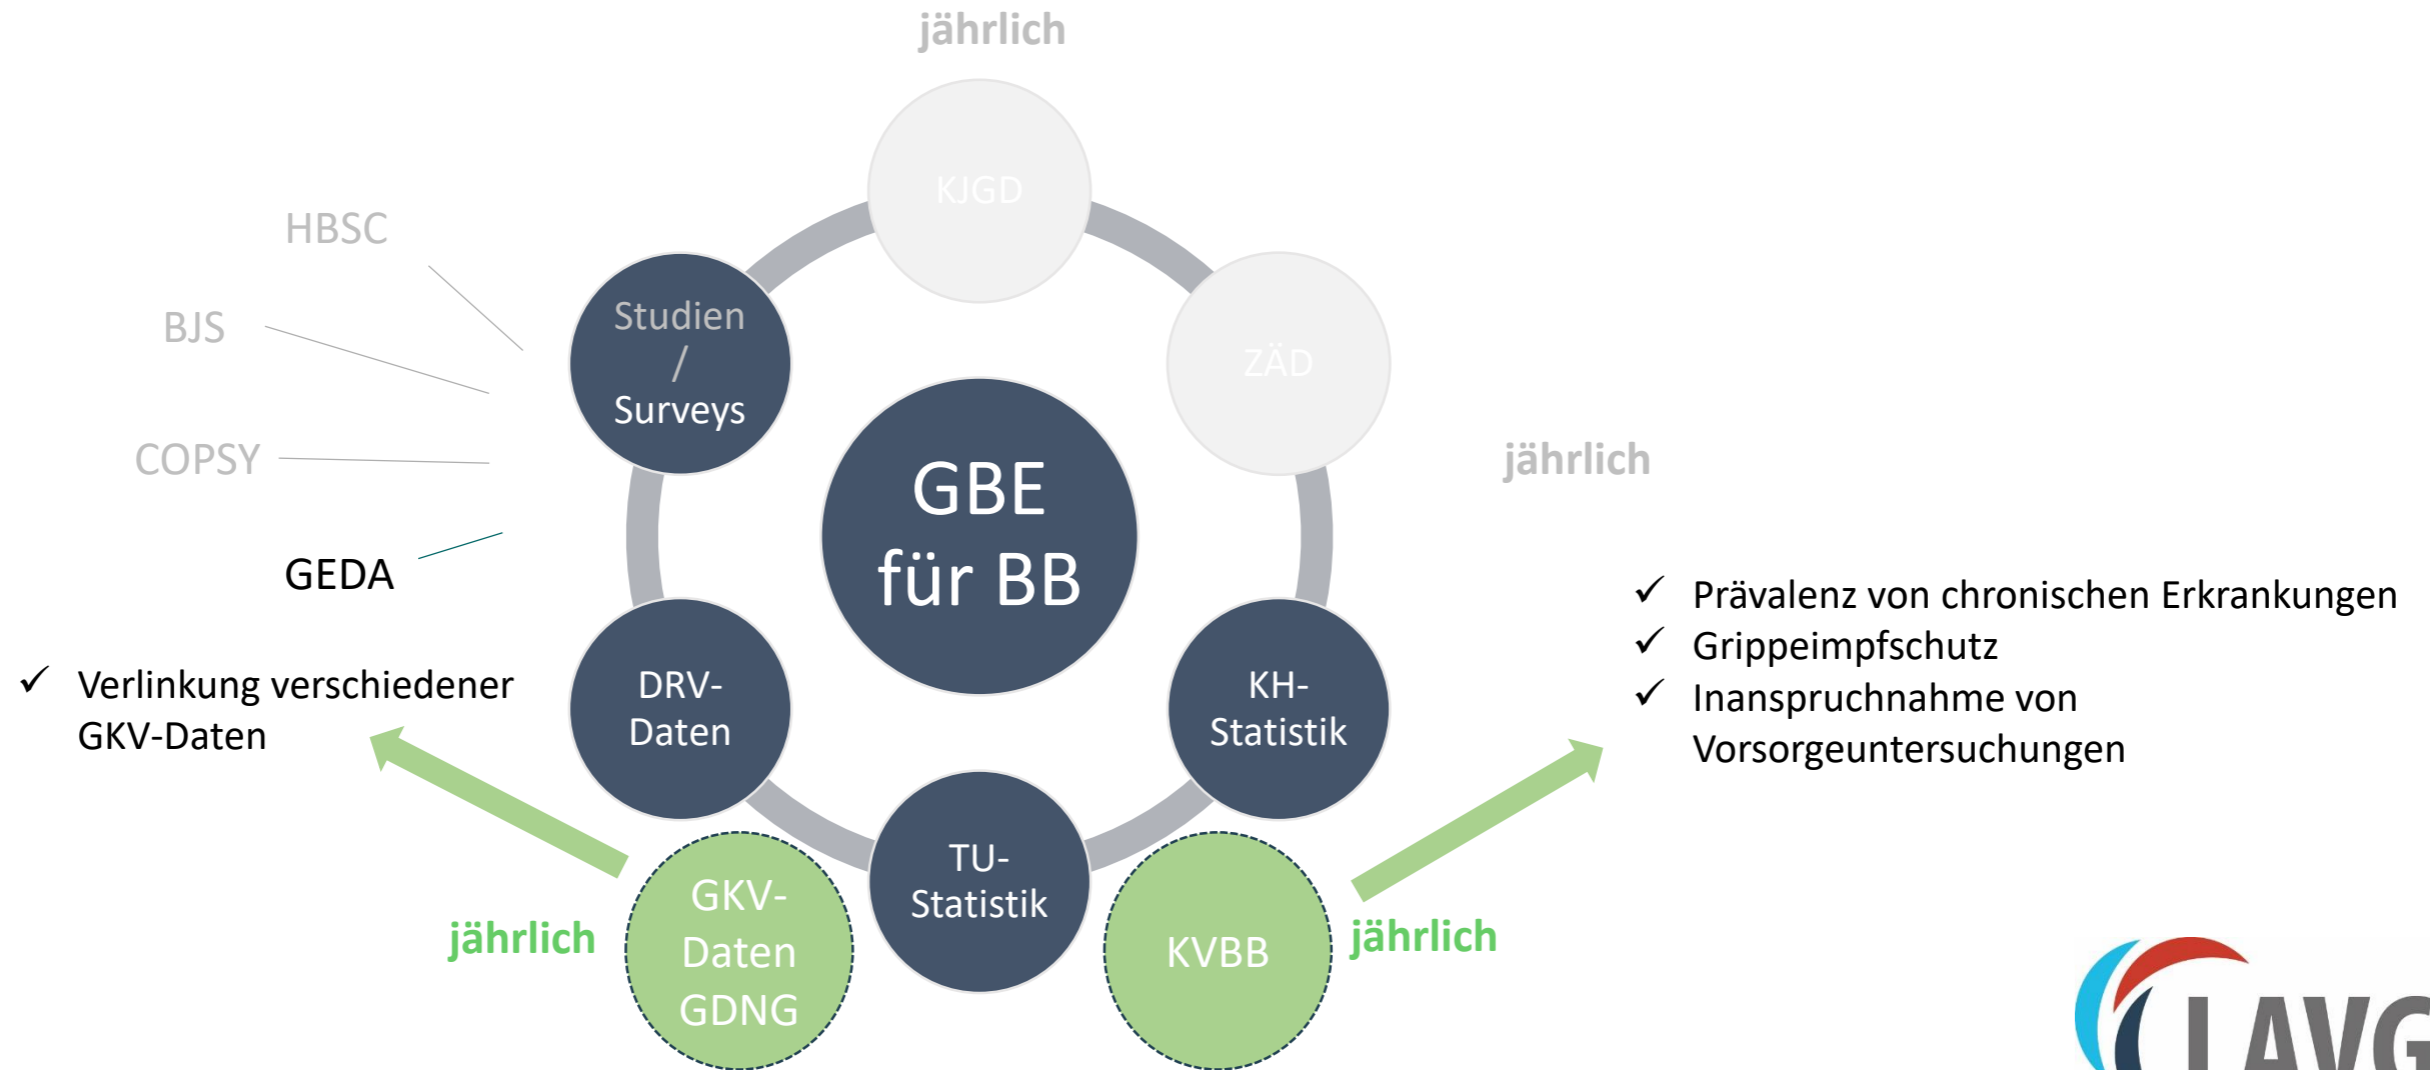 jährlich
KJGD
HBSC
Studien
/
Surveys
BJS
ZÄD
COPSY
jährlich
GBE
für BB
GEDA
✓ Verlinkung verschiedener
GKV-Daten
DRV-
Daten
KH-
Statistik
✓ Prävalenz von chronischen Erkrankungen
✓ Grippeimpfschutz
✓ Inanspruchnahme von
Vorsorgeuntersuchungen
TU-
Statistik
jährlich
GKV-
Daten
GDNG
KVBB
jährlich
LAVG